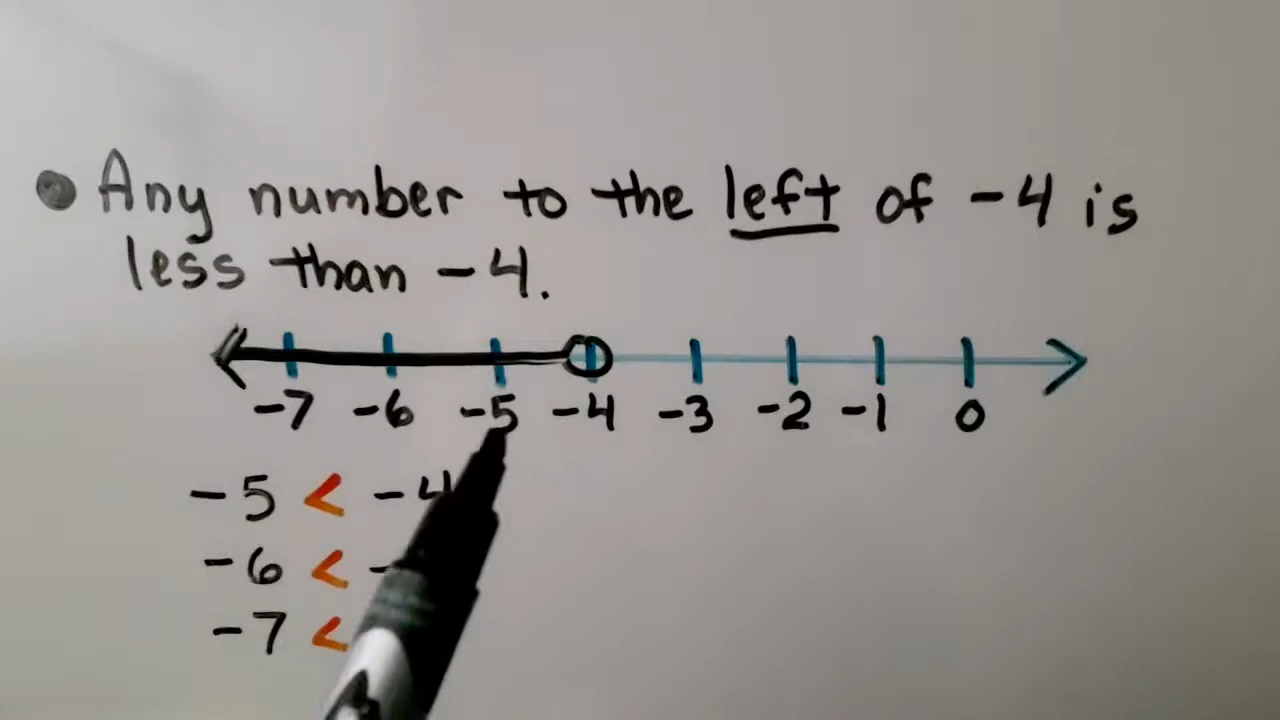 Any number to the left of -4 is
less than -4.
-7 -6 -5 -4 -3 -2 -1 0
-5 < -4
-6 < -
-7 <